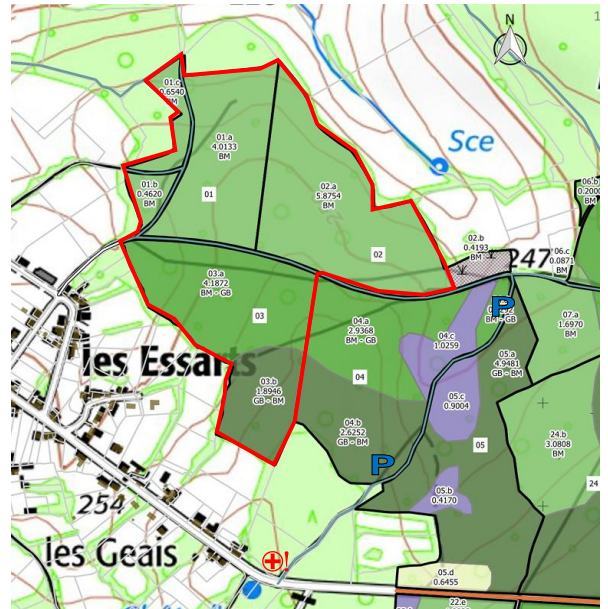 N
01.c
0.6540
BM
Sce
01.a
4.0133
BM
01.b
0.4620
BM
01
02.a
5.8754
BM
06.b
0.2000
02.b
0.4193
BM
02
247
06.c
0.0871
BM
03.a
4.1872
BM - GB
P
BM - GB
03
04.a
2.9368
BM - GB
07.a
1.6970
BM
04.c
1.0259
les Essarts
05.a
4.9481
GB - BM
03.b
1.8946
GB - BM
04
05.c
0.9004
04.b
2.6252
GB - BM
05
24.b
3.0808
BM
P
05.b
0.4170
24
254
les Geais
!
05.d
0.6455
22.e